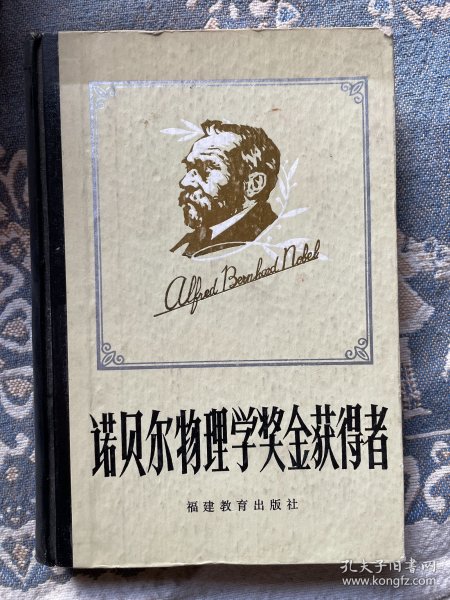 Alfred Bernhard Nobel
诺贝尔物理学奖金获得者
福建教育出版社
孔夫子旧书网
www.kongfz.com